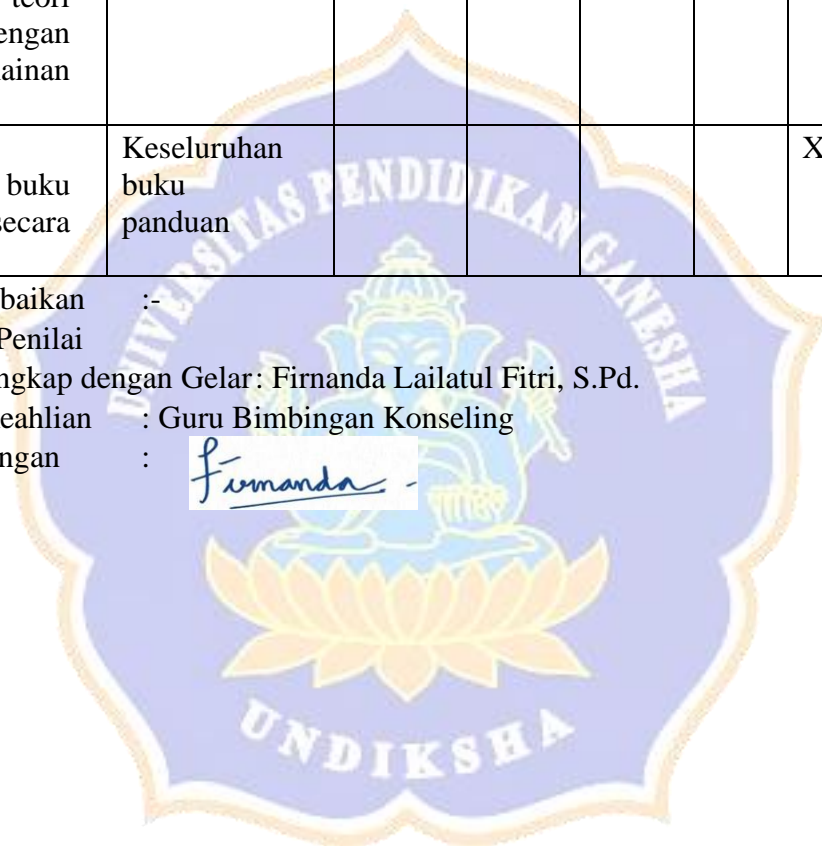 teori
engan
ainan
buku
secara
Keseluruhan
buku
panduan
X
baikan :-
Penilai
ngkap dengan Gelar: Firnanda Lailatul Fitri, S.Pd.
eahlian : Guru Bimbingan Konseling
ngan :
Firnanda
UNIVERSITAS PENDIDIKAN GANESHA
UNDIKSHA